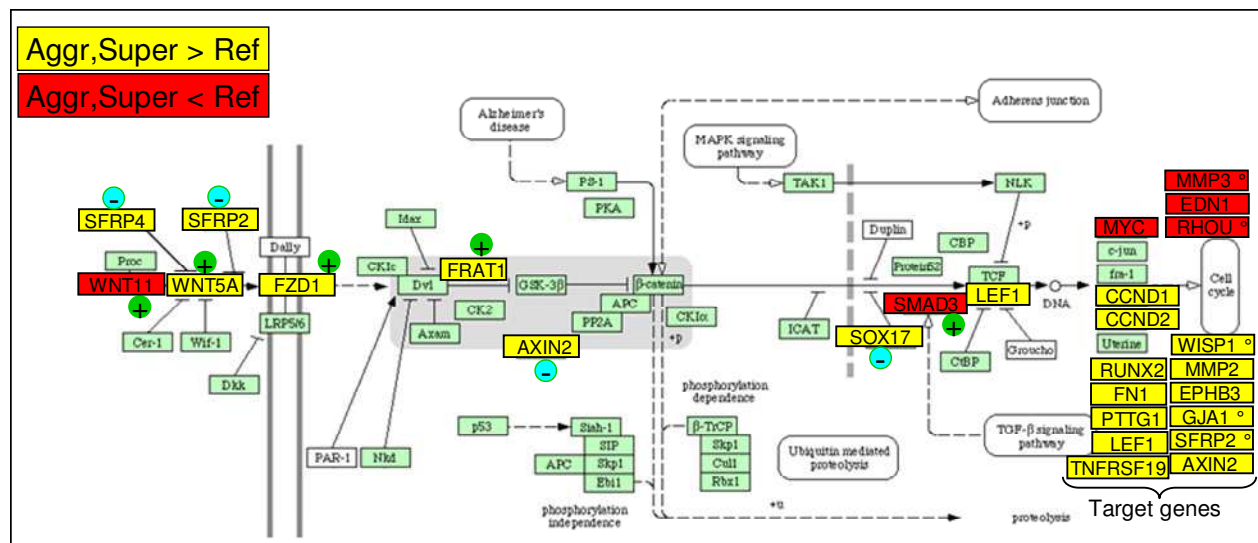 Aggr,Super > Ref
Aggr,Super < Ref
Alzheimer's
disease
Adherens junction
MAPK signaling
pathway
PS-1
PKA
TAK1
NLK
MMP3 °
EDN1
RHOU °
-
SFRP4
-
SFRP2
Idax
+
FRAT1
Duplin
CBP
+p
MYC
c-jun
fra-1
Cell
cycle
Proc
Dally
+
WNT11
WNT5A
FZD1
+
CKIε
Dvl
GSK-3β
β-catenin
APC
Protein52
TCF
LEF1
DNA
CCND1
CCND2
Uterine
+
LRP5/6
CK2
Axam
PP2A
CKIα
+p
SMAD3
+
ICAT
SOX17
-
Cer-1
Wif-1
Dkk
AXIN2
-
CtBP
Groucho
WISP1 °
RUNX2
MMP2
FN1
EPHB3
PTTG1
GJA1 °
LEF1
SFRP2 °
TNFRSF19
AXIN2
Target genes
phosphorylation
dependence
p53
Siah-1
SIP
APC
Skp1
Ebi1
β-TrCP
Skp1
Cul1
Rbx1
Ubiquitin mediated
proteolysis
TGF-β signaling
pathway
PAR-1
Nkd
phosphorylation
independence
+u
proteolysis